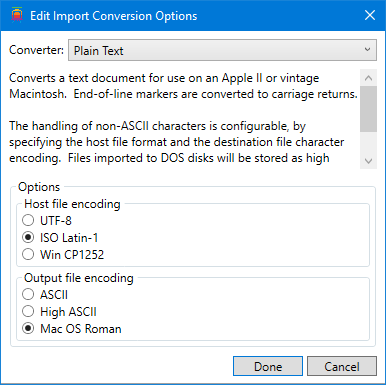 Edit Import Conversion Options
Converter: Plain Text
Converts a text document for use on an Apple II or vintage
Macintosh.  End-of-line markers are converted to carriage returns.
The handling of non-ASCII characters is configurable, by
specifying the host file format and the destination file character
encoding.  Files imported to DOS disks will be stored as high
Options
Host file encoding
UTF-8
ISO Latin-1
Win CP1252
Output file encoding
ASCII
High ASCII
Mac OS Roman
Done Cancel